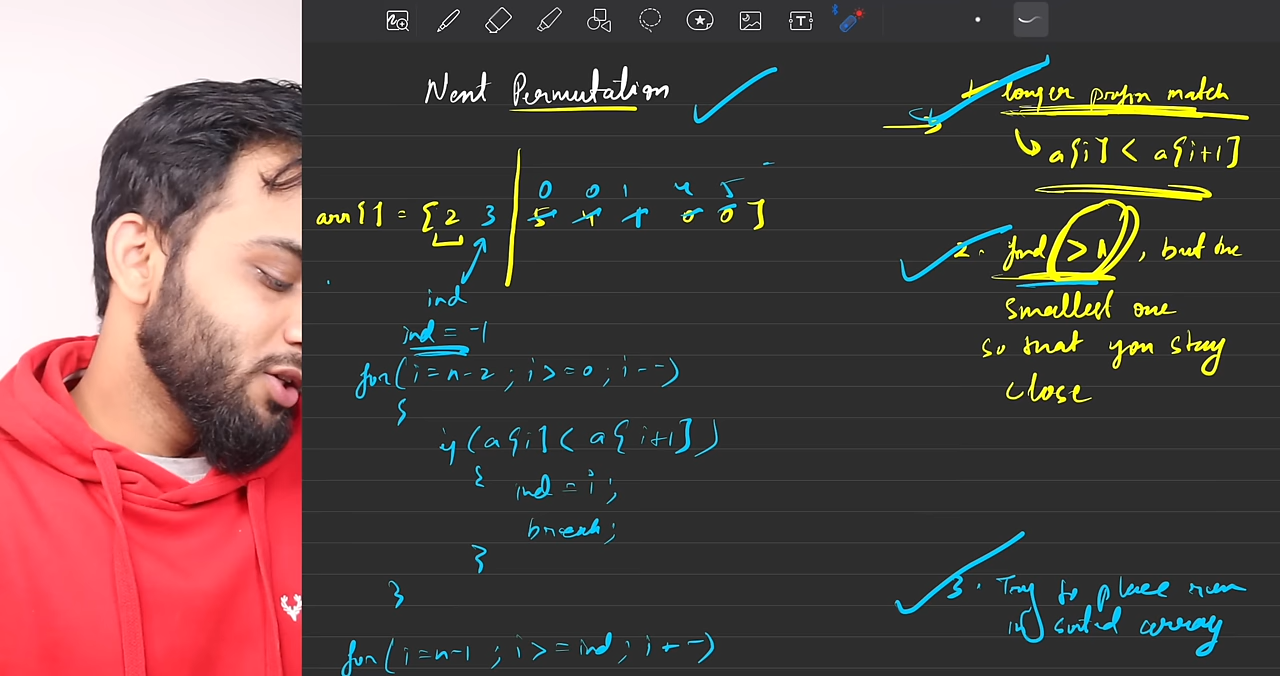 Next Permutation
1. longer prefix match
a[i] < a[i+1]
0 0 1 4 5
arr[] = [ 2 3 5 4 1 0 0 ]
2. find > N, but the
smallest one
so that you stay
close
ind
ind = -1
for(i=n-2; i>=0; i--)
{
if(a[i] < a[i+1])
{
ind = i;
break;
}
}
3. Try to place
in sorted array
for(i=n-1; i>=ind; i--)